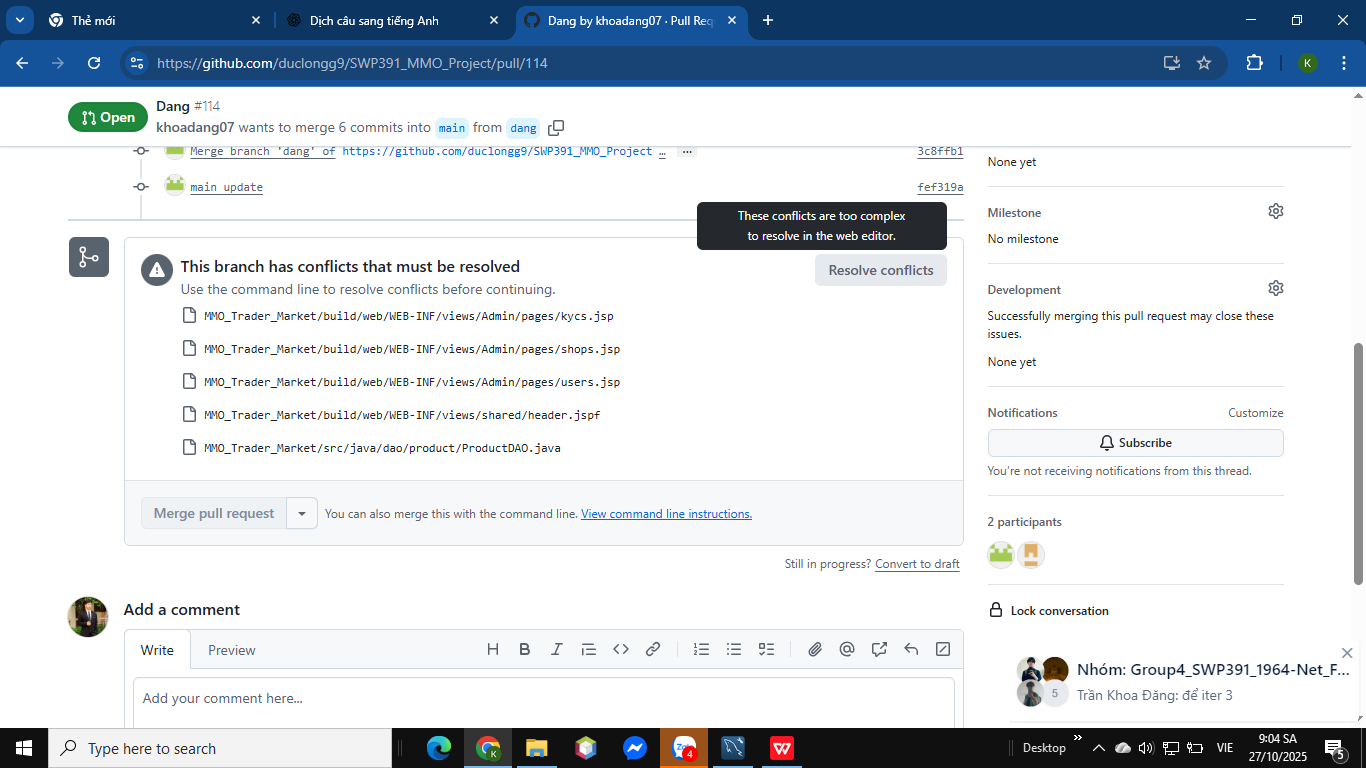 Thẻ mới
Dịch câu sang tiếng Anh
Dang by khoadang07 · Pull Req
https://github.com/duclongg9/SWP391_MMO_Project/pull/114
K
Open
Dang #114
khoadang07 wants to merge 6 commits into main from dang
Merge branch 'dang' of https://github.com/duclongg9/SWP391_MMO_Project …
3c8ffb1
main update
fef319a
These conflicts are too complex
to resolve in the web editor.
This branch has conflicts that must be resolved
Use the command line to resolve conflicts before continuing.
Resolve conflicts
MMO_Trader_Market/build/web/WEB-INF/views/Admin/pages/kycs.jsp
MMO_Trader_Market/build/web/WEB-INF/views/Admin/pages/shops.jsp
MMO_Trader_Market/build/web/WEB-INF/views/Admin/pages/users.jsp
MMO_Trader_Market/build/web/WEB-INF/views/shared/header.jspf
MMO_Trader_Market/src/java/dao/product/ProductDAO.java
Merge pull request
You can also merge this with the command line. View command line instructions.
Still in progress? Convert to draft
Add a comment
Write
Preview
H B I
Add your comment here...
None yet
Milestone
No milestone
Development
Successfully merging this pull request may close these
issues.
None yet
Notifications
Customize
Subscribe
You're not receiving notifications from this thread.
2 participants
Lock conversation
Nhóm: Group4_SWP391_1964-Net_F...
5
Trần Khoa Đăng: để iter 3
Type here to search
K
Zalo
4
W
Desktop
VIE
9:04 SA
27/10/2025
5